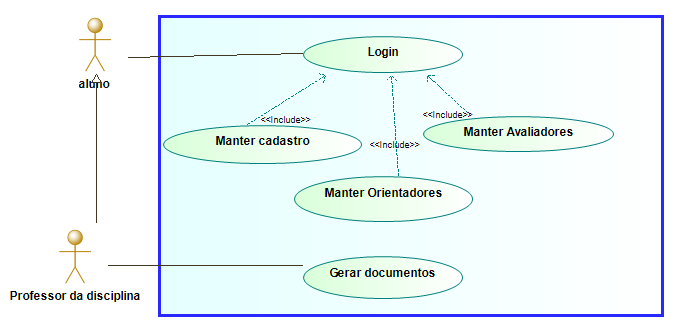 Login
aluno
<<Include>>
<<Include>>
Manter Avaliadores
Manter cadastro
<<Include>>
Manter Orientadores
Gerar documentos
Professor da disciplina